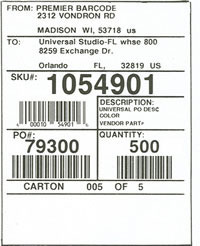 FROM: PREMIER BARCODE
2312 VONDRON RD
MADISON WI, 53718 us
TO: Universal Studio-FL whse 800
8259 Exchange Dr.
Orlando FL, 32819 US
SKU#: 1054901
DESCRIPTION:
UNIVERSAL PO DESC
COLOR
VENDOR PART#
00010 54901
PO#: QUANTITY:
79300 500
CARTON 005 OF 5